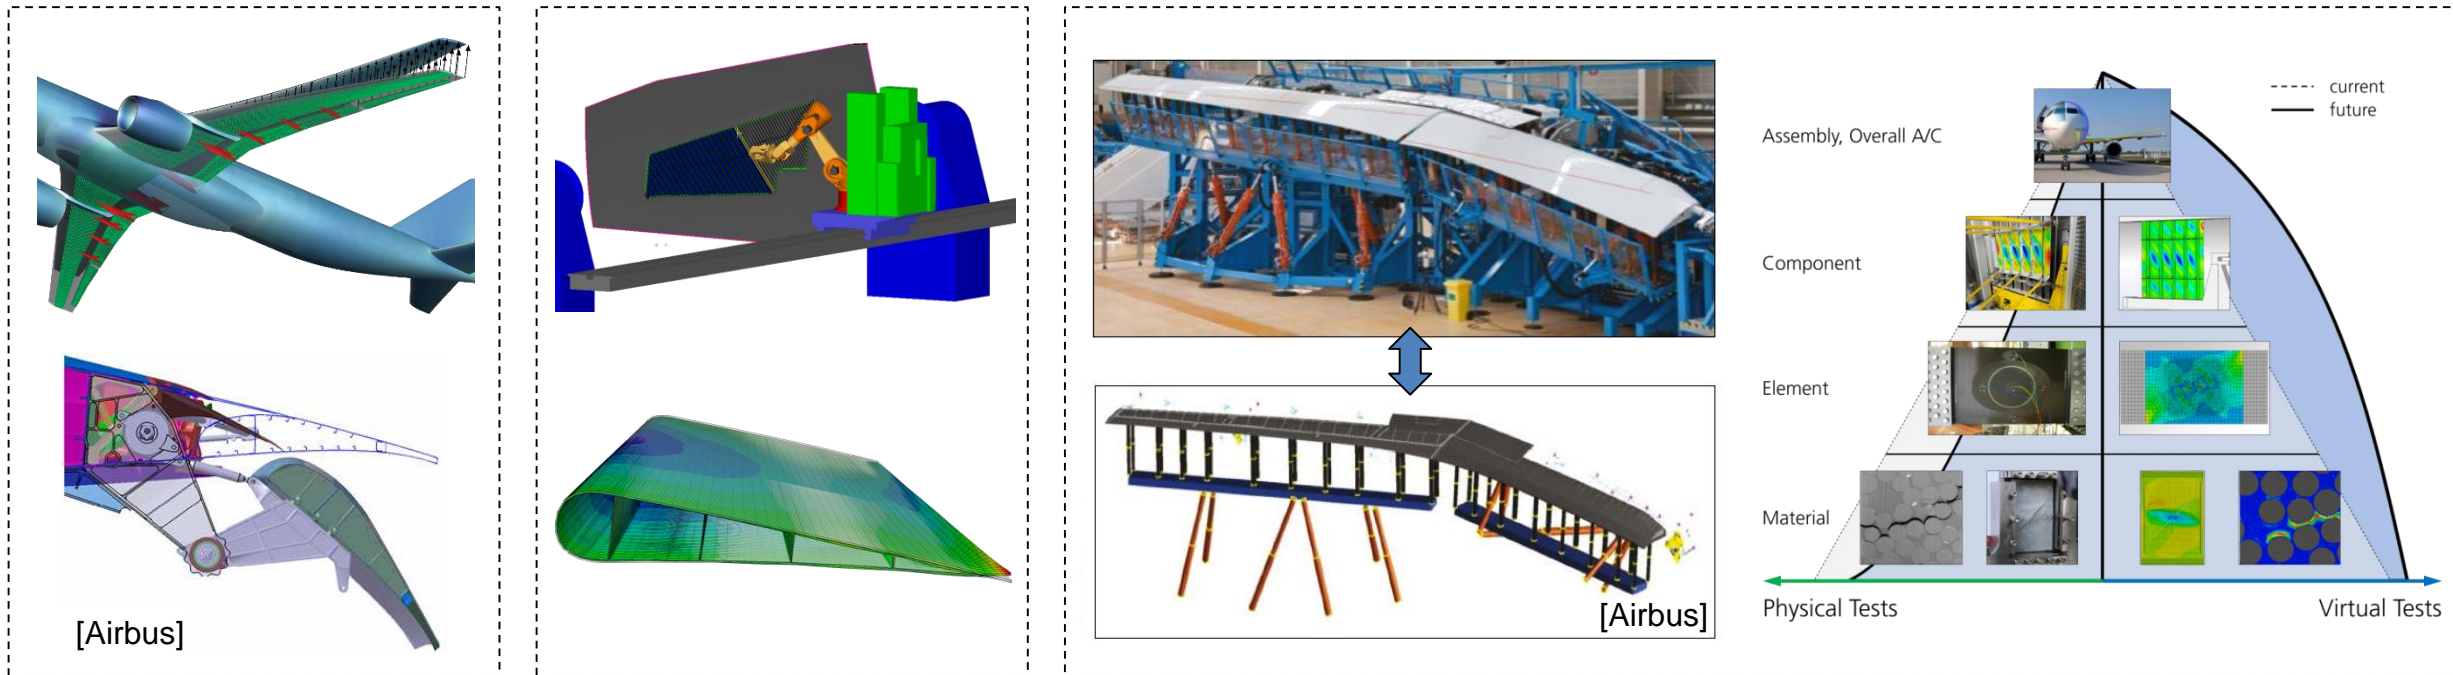 [Airbus]
[Airbus]
current
future
Assembly, Overall A/C
Component
Element
Material
Physical Tests
Virtual Tests